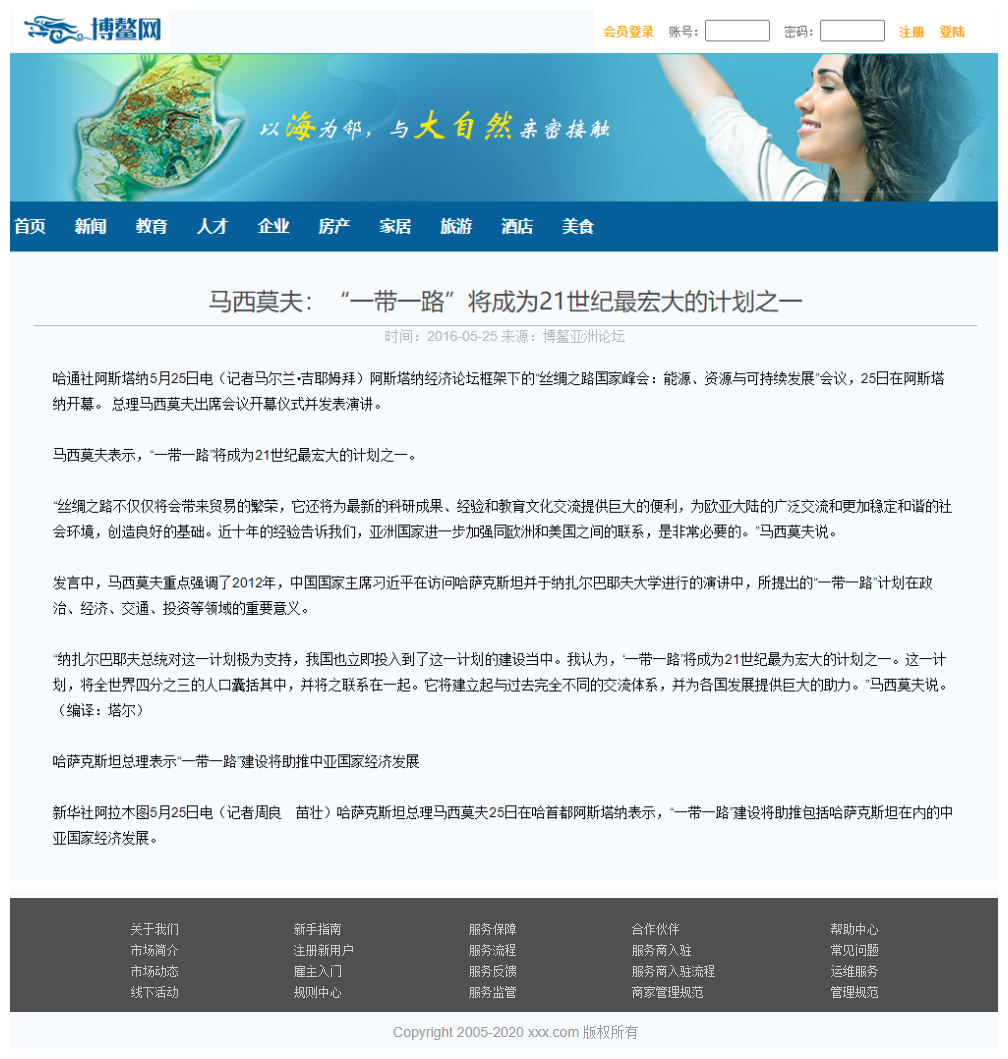 博鳌网
会员登录 账号： 密码： 注册 登陆
以海为邻，与大自然亲密接触
首页 新闻 教育 人才 企业 房产 家居 旅游 酒店 美食
马西莫夫：“一带一路”将成为21世纪最宏大的计划之一
时间：2016-05-25 来源：博鳌亚洲论坛
哈通社阿斯塔纳5月25日电（记者马尔兰•吉耶姆拜）阿斯塔纳经济论坛框架下的“丝绸之路国家峰会：能源、资源与可持续发展”会议，25日在阿斯塔
纳开幕。 总理马西莫夫出席会议开幕仪式并发表演讲。
马西莫夫表示，“一带一路”将成为21世纪最宏大的计划之一。
“丝绸之路不仅仅将会带来贸易的繁荣，它还将为最新的科研成果、经验和教育文化交流提供巨大的便利，为欧亚大陆的广泛交流和更加稳定和谐的社
会环境，创造良好的基础。近十年的经验告诉我们，亚洲国家进一步加强同欧洲和美国之间的联系，是非常必要的。”马西莫夫说。
发言中，马西莫夫重点强调了2012年，中国国家主席习近平在访问哈萨克斯坦并于纳扎尔巴耶夫大学进行的演讲中，所提出的“一带一路”计划在政
治、经济、交通、投资等领域的重要意义。
“纳扎尔巴耶夫总统对这一计划极为支持，我国也立即投入到了这一计划的建设当中。我认为，‘一带一路’将成为21世纪最为宏大的计划之一。这一计
划，将全世界四分之三的人口囊括其中，并将之联系在一起。它将建立起与过去完全不同的交流体系，并为各国发展提供巨大的助力。”马西莫夫说。
（编译：塔尔）
哈萨克斯坦总理表示“一带一路”建设将助推中亚国家经济发展
新华社阿拉木图5月25日电（记者周良　苗壮）哈萨克斯坦总理马西莫夫25日在哈首都阿斯塔纳表示，“一带一路”建设将助推包括哈萨克斯坦在内的中
亚国家经济发展。
关于我们 新手指南 服务保障 合作伙伴 帮助中心
市场简介 注册新用户 服务流程 服务商入驻 常见问题
市场动态 雇主入门 服务反馈 服务商入驻流程 运维服务
线下活动 规则中心 服务监管 商家管理规范 管理规范
Copyright 2005-2020 xxx.com 版权所有